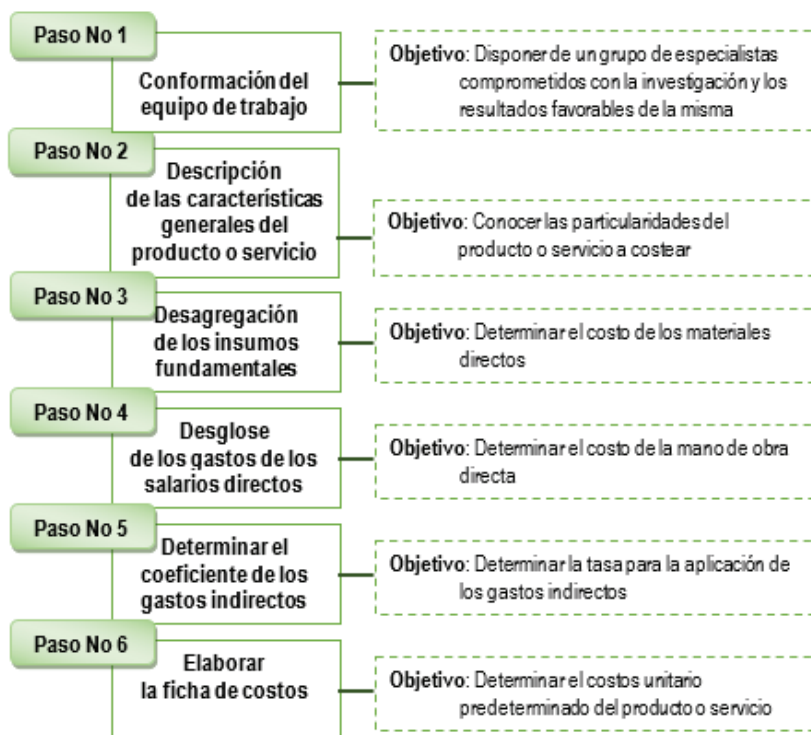 Paso No 1
Conformación del
equipo de trabajo
Objetivo: Disponer de un grupo de especialistas
comprometidos con la investigación y los
resultados favorables de la misma
Paso No 2
Descripción
de las características
generales del
producto o servicio
Objetivo: Conocer las particularidades del
producto o servicio a costear
Paso No 3
Desagregación
de los insumos
fundamentales
Objetivo: Determinar el costo de los materiales
directos
Paso No 4
Desglose
de los gastos de los
salarios directos
Objetivo: Determinar el costo de la mano de obra
directa
Paso No 5
Determinar el
coeficiente de los
gastos indirectos
Objetivo: Determinar la tasa para la aplicación de
los gastos indirectos
Paso No 6
Elaborar
la ficha de costos
Objetivo: Determinar el costos unitario
predeterminado del producto o servicio